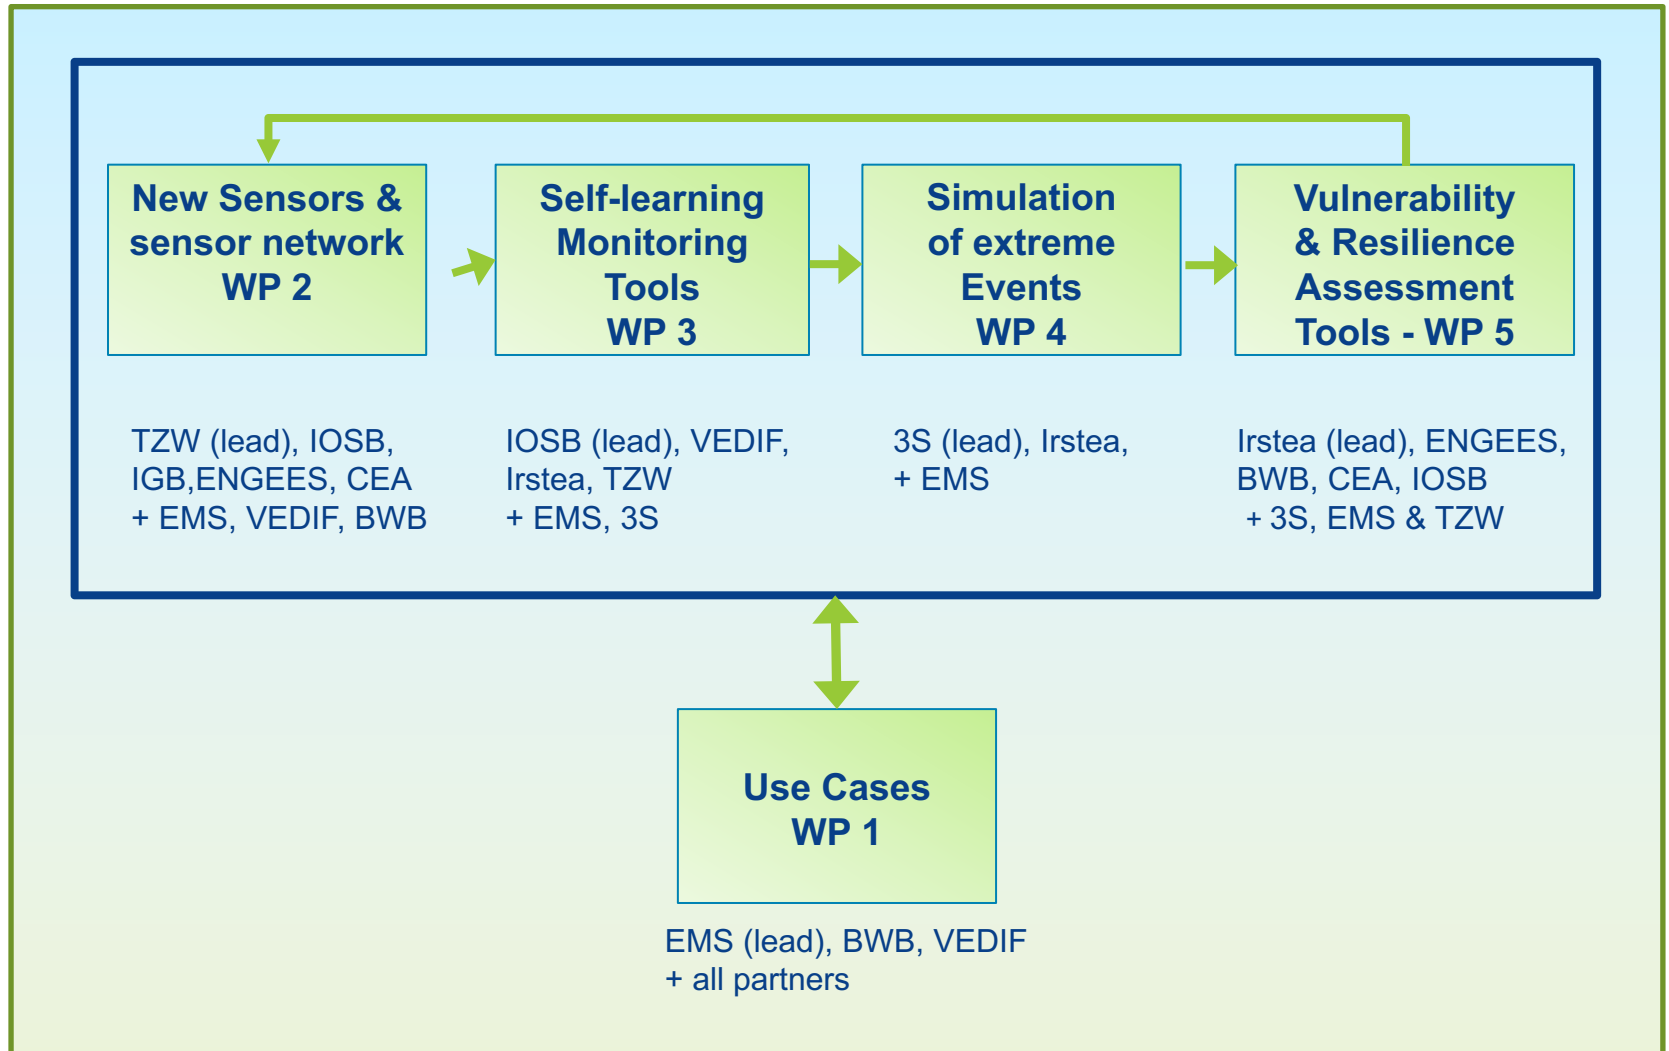 New Sensors &
sensor network
WP 2
Self-learning
Monitoring
Tools
WP 3
Simulation
of extreme
Events
WP 4
Vulnerability
& Resilience
Assessment
Tools - WP 5
TZW (lead), IOSB,
IGB,ENGEES, CEA
+ EMS, VEDIF, BWB
IOSB (lead), VEDIF,
Irstea, TZW
+ EMS, 3S
3S (lead), Irstea,
+ EMS
Irstea (lead), ENGEES,
BWB, CEA, IOSB
+ 3S, EMS & TZW
Use Cases
WP 1
EMS (lead), BWB, VEDIF
+ all partners